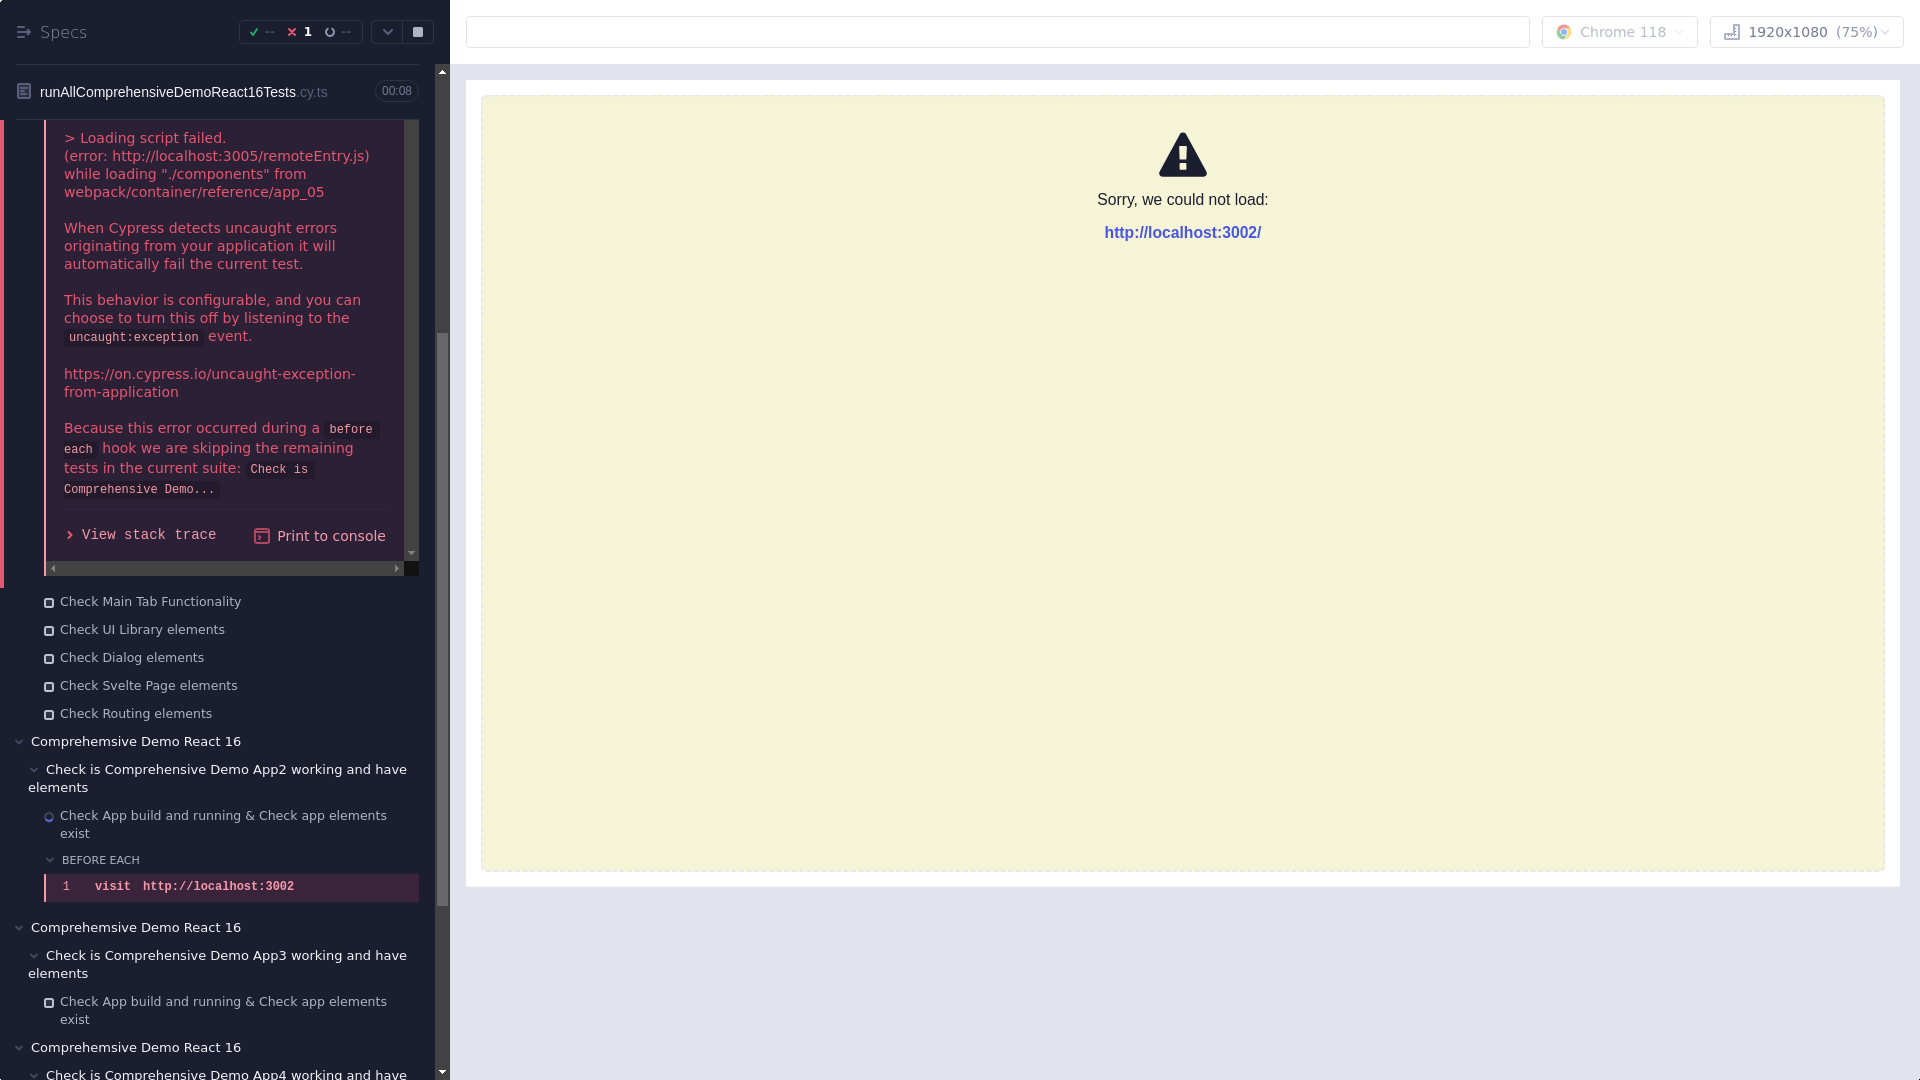 Specs
-- 1 --
runAllComprehensiveDemoReact16Tests.cy.ts 00:08
> Loading script failed.
(error: http://localhost:3005/remoteEntry.js)
while loading "./components" from
webpack/container/reference/app_05
When Cypress detects uncaught errors
originating from your application it will
automatically fail the current test.
This behavior is configurable, and you can
choose to turn this off by listening to the
uncaught:exception event.
https://on.cypress.io/uncaught-exception-
from-application
Because this error occurred during a before
each hook we are skipping the remaining
tests in the current suite: Check is
Comprehensive Demo...
View stack trace Print to console
Check Main Tab Functionality
Check UI Library elements
Check Dialog elements
Check Svelte Page elements
Check Routing elements
Comprehemsive Demo React 16
Check is Comprehensive Demo App2 working and have
elements
Check App build and running & Check app elements
exist
BEFORE EACH
1 visit http://localhost:3002
Comprehemsive Demo React 16
Check is Comprehensive Demo App3 working and have
elements
Check App build and running & Check app elements
exist
Comprehemsive Demo React 16
Check is Comprehensive Demo App4 working and have
Chrome 118
1920x1080 (75%)
Sorry, we could not load:
http://localhost:3002/